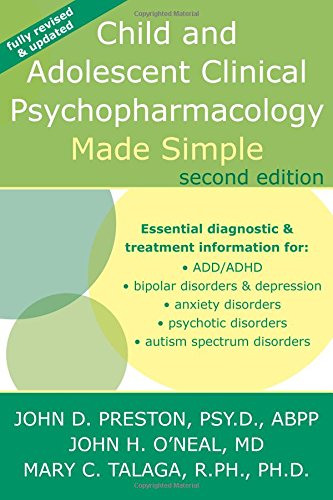 fully revised
& updated
Child and
Adolescent Clinical
Psychopharmacology
Made Simple
second edition
Essential diagnostic &
treatment information for:
• ADD/ADHD
• bipolar disorders & depression
• anxiety disorders
• psychotic disorders
• autism spectrum disorders
JOHN D. PRESTON, PSY.D., ABPP
JOHN H. O'NEAL, MD
MARY C. TALAGA, R.PH., PH.D.